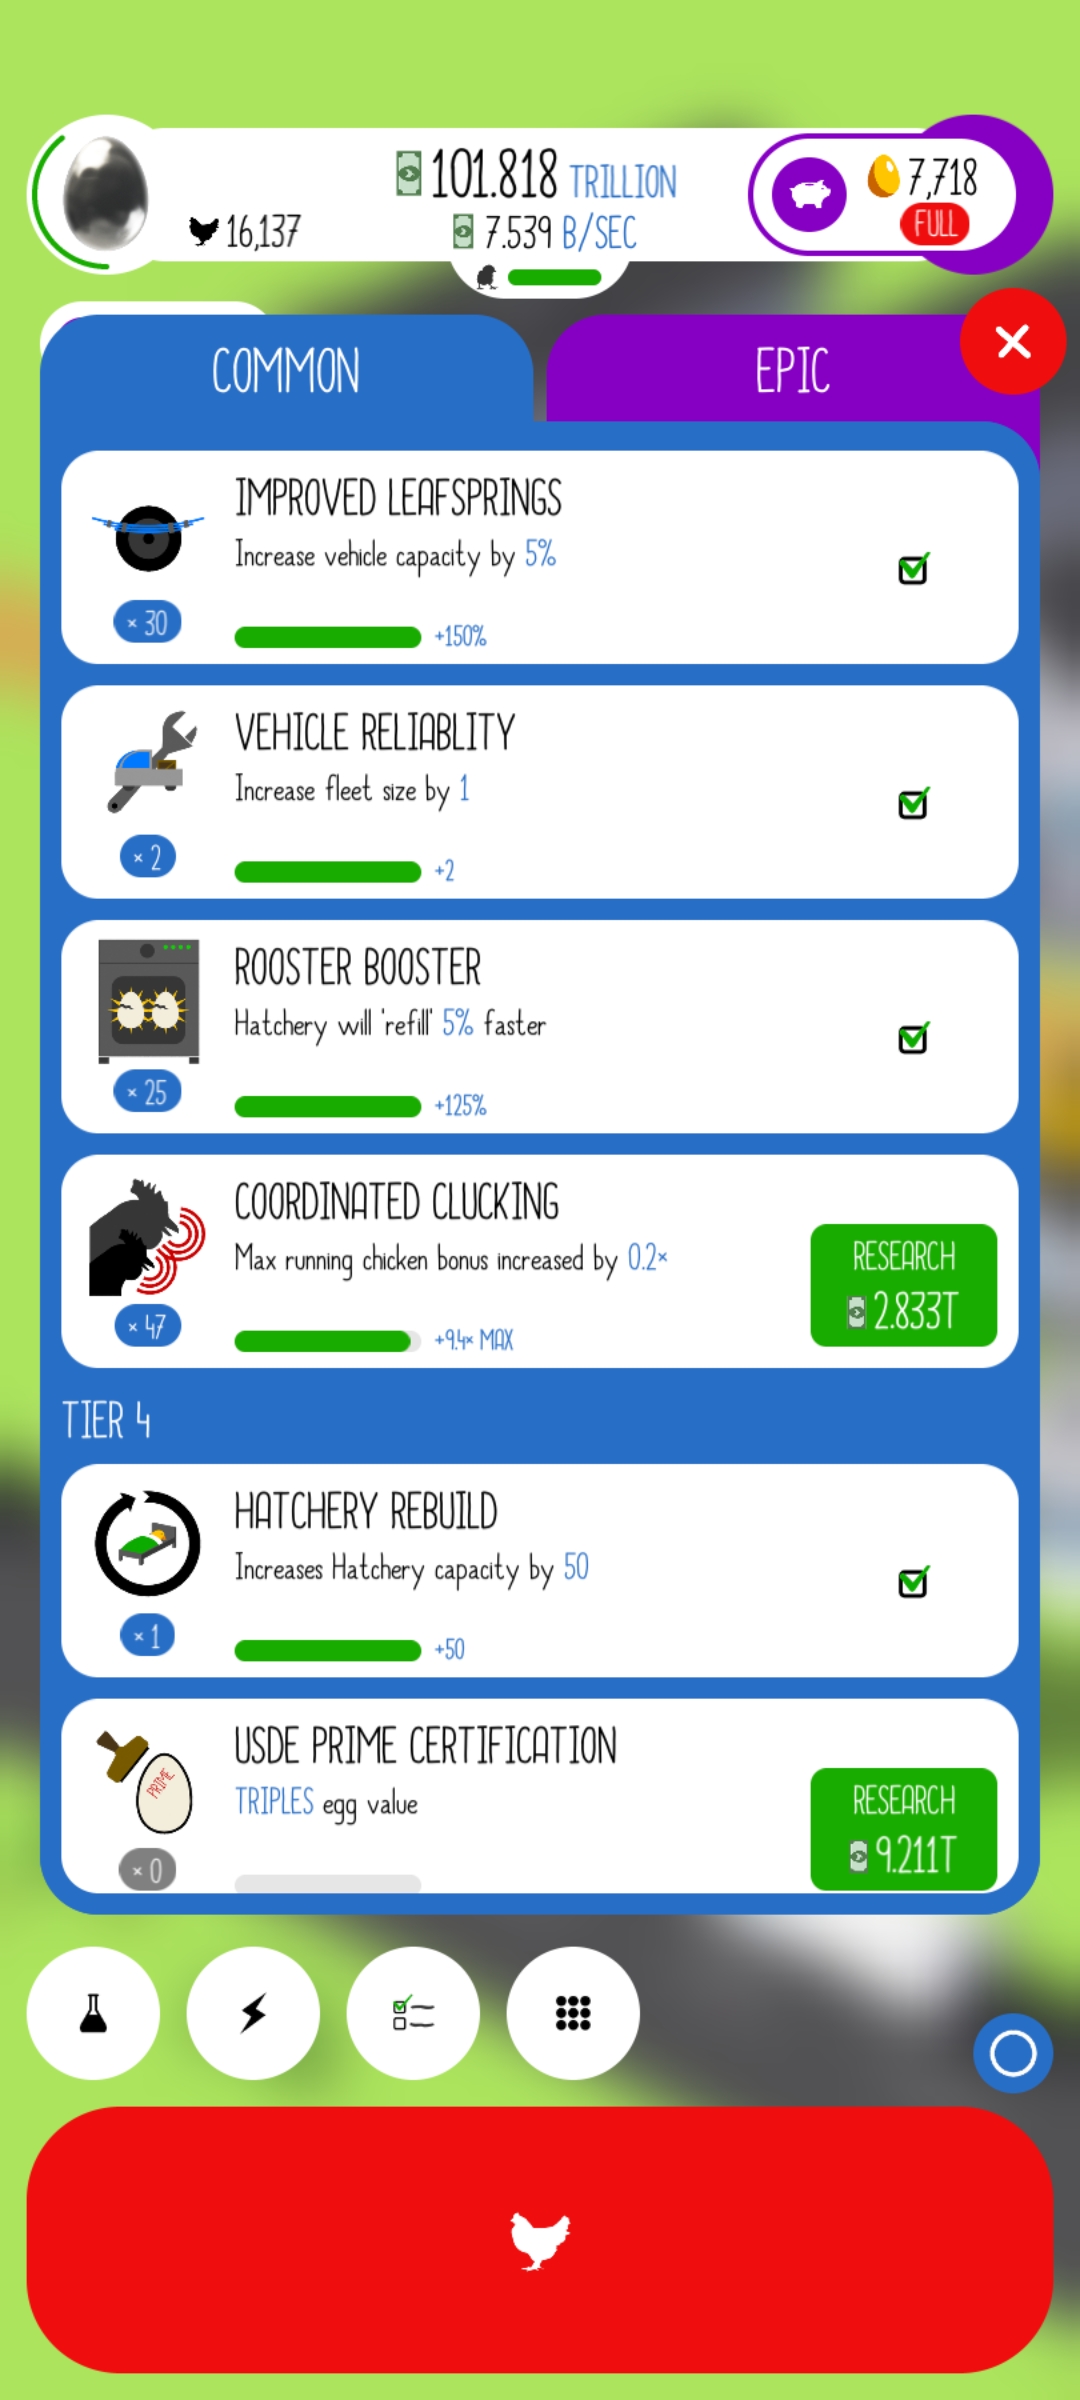 101.818 TRILLION
7,718
16,137
7.539 B/SEC
FULL
COMMON
EPIC
IMPROVED LEAFSPRINGS
Increase vehicle capacity by 5%
× 30
+150%
VEHICLE RELIABLITY
Increase fleet size by 1
× 2
+2
ROOSTER BOOSTER
Hatchery will 'refill' 5% faster
× 25
+125%
COORDINATED CLUCKING
Max running chicken bonus increased by 0.2×
RESEARCH
2.833T
× 47
+9.4× MAX
TIER 4
HATCHERY REBUILD
Increases Hatchery capacity by 50
× 1
+50
USDE PRIME CERTIFICATION
PRIME
TRIPLES egg value
RESEARCH
9.211T
× 0